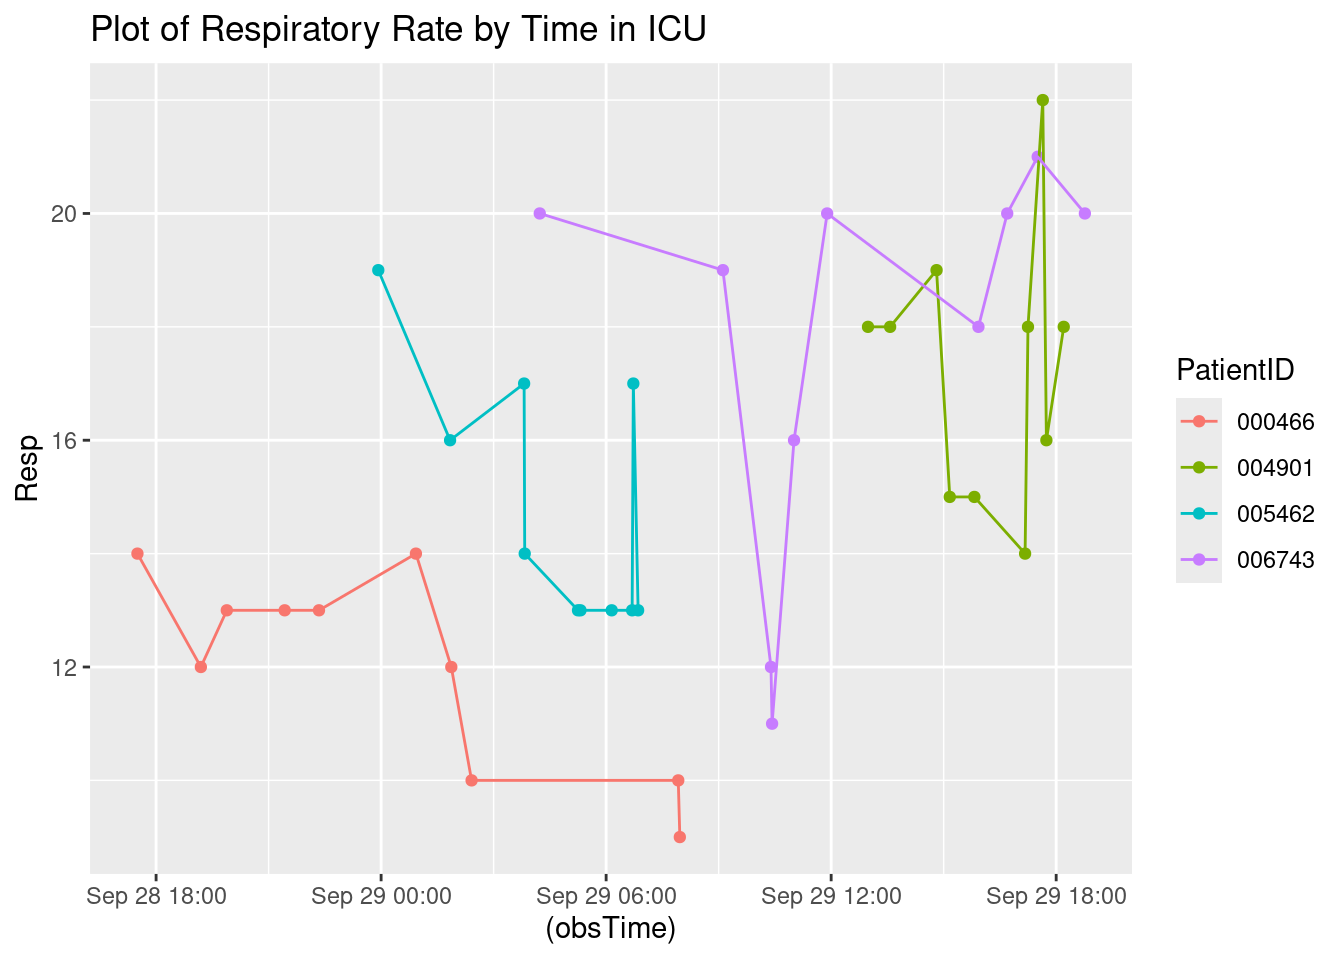 Plot of Respiratory Rate by Time in ICU
Resp
20
16
12
Sep 28 18:00
Sep 29 00:00
Sep 29 06:00
Sep 29 12:00
Sep 29 18:00
(obsTime)
PatientID
000466
004901
005462
006743